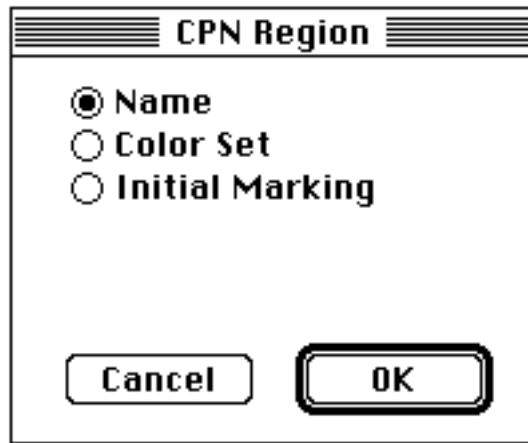 CPN Region
Name
Color Set
Initial Marking
Cancel OK